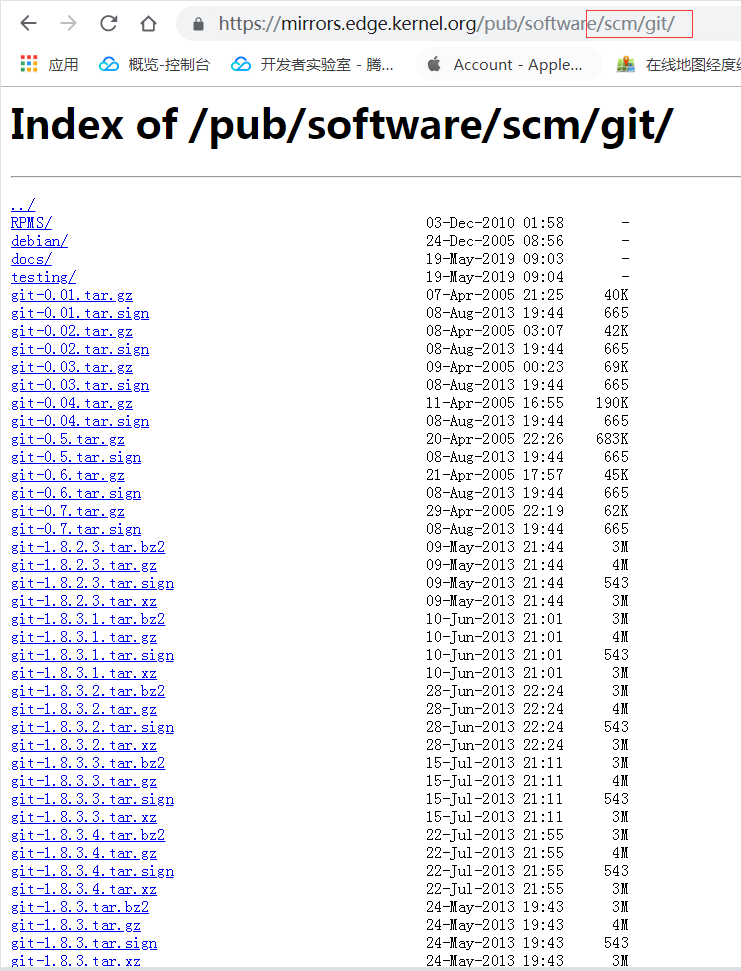 https://mirrors.edge.kernel.org/pub/software/scm/git/
应用 概览-控制台 开发者实验室 - 腾... Account - Apple... 在线地图经度
Index of /pub/software/scm/git/
../
RPMS/ 03-Dec-2010 01:58 -
debian/ 24-Dec-2005 08:56 -
docs/ 19-May-2019 09:03 -
testing/ 19-May-2019 09:04 -
git-0.01.tar.gz 07-Apr-2005 21:25 40K
git-0.01.tar.sign 08-Aug-2013 19:44 665
git-0.02.tar.gz 08-Apr-2005 03:07 42K
git-0.02.tar.sign 08-Aug-2013 19:44 665
git-0.03.tar.gz 09-Apr-2005 00:23 69K
git-0.03.tar.sign 08-Aug-2013 19:44 665
git-0.04.tar.gz 11-Apr-2005 16:55 190K
git-0.04.tar.sign 08-Aug-2013 19:44 665
git-0.5.tar.gz 20-Apr-2005 22:26 683K
git-0.5.tar.sign 08-Aug-2013 19:44 665
git-0.6.tar.gz 21-Apr-2005 17:57 45K
git-0.6.tar.sign 08-Aug-2013 19:44 665
git-0.7.tar.gz 29-Apr-2005 22:19 62K
git-0.7.tar.sign 08-Aug-2013 19:44 665
git-1.8.2.3.tar.bz2 09-May-2013 21:44 3M
git-1.8.2.3.tar.gz 09-May-2013 21:44 4M
git-1.8.2.3.tar.sign 09-May-2013 21:44 543
git-1.8.2.3.tar.xz 09-May-2013 21:44 3M
git-1.8.3.1.tar.bz2 10-Jun-2013 21:01 3M
git-1.8.3.1.tar.gz 10-Jun-2013 21:01 4M
git-1.8.3.1.tar.sign 10-Jun-2013 21:01 543
git-1.8.3.1.tar.xz 10-Jun-2013 21:01 3M
git-1.8.3.2.tar.bz2 28-Jun-2013 22:24 3M
git-1.8.3.2.tar.gz 28-Jun-2013 22:24 4M
git-1.8.3.2.tar.sign 28-Jun-2013 22:24 543
git-1.8.3.2.tar.xz 28-Jun-2013 22:24 3M
git-1.8.3.3.tar.bz2 15-Jul-2013 21:11 3M
git-1.8.3.3.tar.gz 15-Jul-2013 21:11 4M
git-1.8.3.3.tar.sign 15-Jul-2013 21:11 543
git-1.8.3.3.tar.xz 15-Jul-2013 21:11 3M
git-1.8.3.4.tar.bz2 22-Jul-2013 21:55 3M
git-1.8.3.4.tar.gz 22-Jul-2013 21:55 4M
git-1.8.3.4.tar.sign 22-Jul-2013 21:55 543
git-1.8.3.4.tar.xz 22-Jul-2013 21:55 3M
git-1.8.3.tar.bz2 24-May-2013 19:43 3M
git-1.8.3.tar.gz 24-May-2013 19:43 4M
git-1.8.3.tar.sign 24-May-2013 19:43 543
git-1.8.3.tar.xz 24-May-2013 19:43 3M